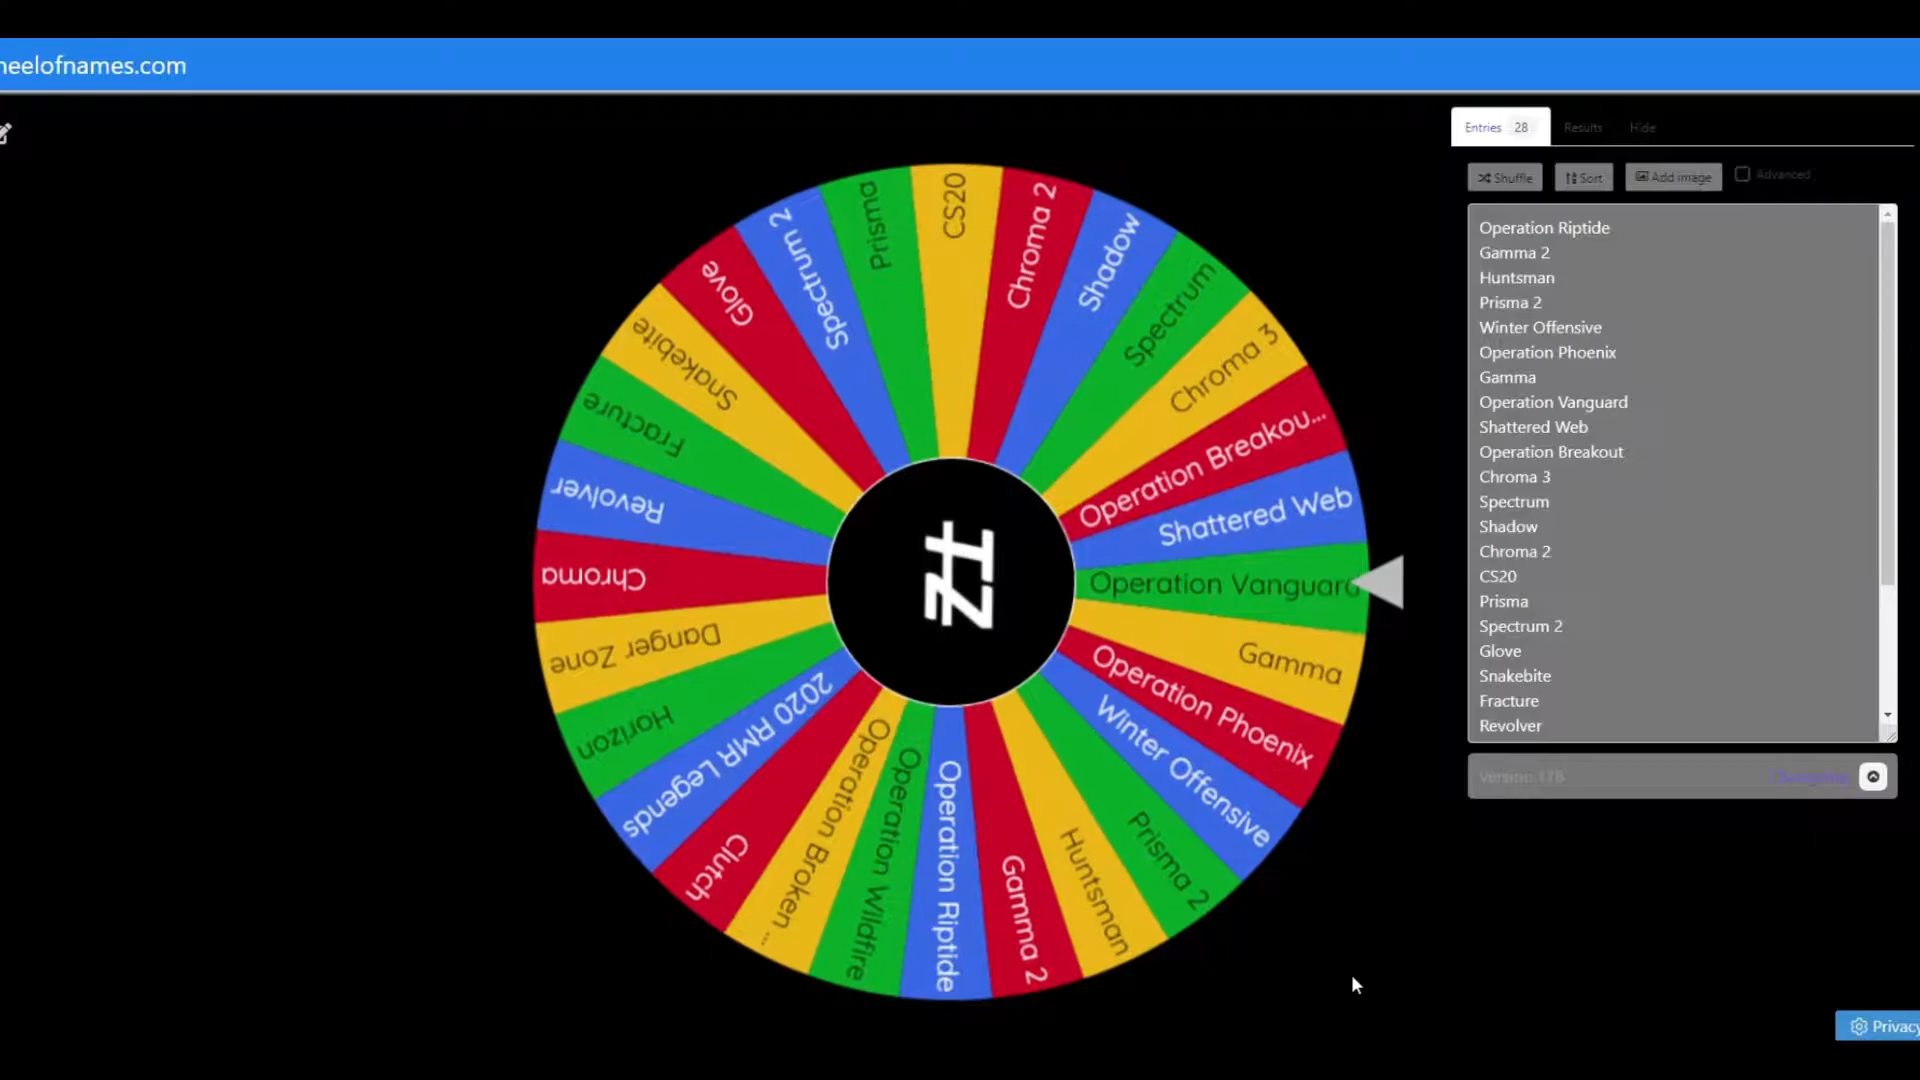 heelofnames.com
Entries 28 Results Hide
Shuffle Sort Add image Advanced
Operation Riptide
Gamma 2
Huntsman
Prisma 2
Winter Offensive
Operation Phoenix
Gamma
Operation Vanguard
Shattered Web
Operation Breakout
Chroma 3
Spectrum
Shadow
Chroma 2
CS20
Prisma
Spectrum 2
Glove
Snakebite
Fracture
Revolver
Version 178
Privacy
CS20
Chroma 2
Shadow
Spectrum
Chroma 3
Operation Breakou...
Shattered Web
Operation Vanguard
Gamma
Operation Phoenix
Winter Offensive
Prisma 2
Huntsman
Gamma 2
Operation Riptide
Operation Wildfire
Operation Broken ...
Clutch
2020 RMR Legends
Horizon
Danger Zone
Chroma
Revolver
Fracture
Snakebite
Glove
Spectrum 2
Prisma